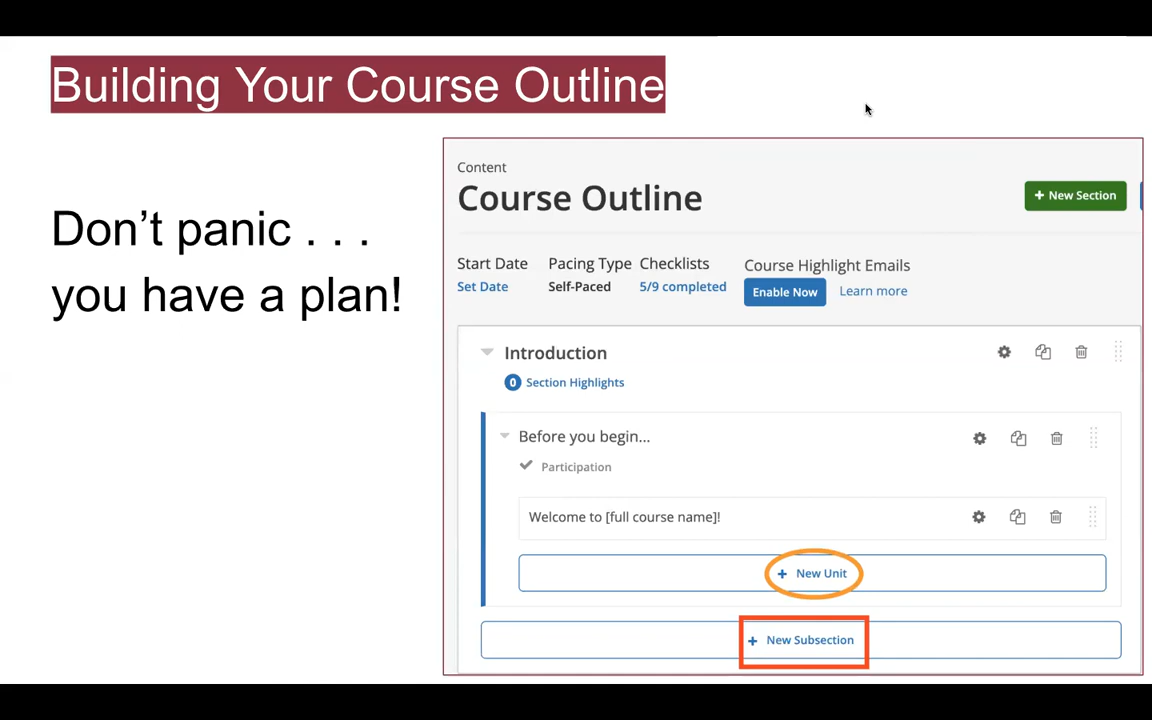 Building Your Course Outline
Don’t panic . . .
you have a plan!
Content
Course Outline
+ New Section
Start Date
Set Date
Pacing Type
Self-Paced
Checklists
5/9 completed
Course Highlight Emails
Enable Now
Learn more
Introduction
0 Section Highlights
Before you begin...
Participation
Welcome to [full course name]!
+ New Unit
+ New Subsection